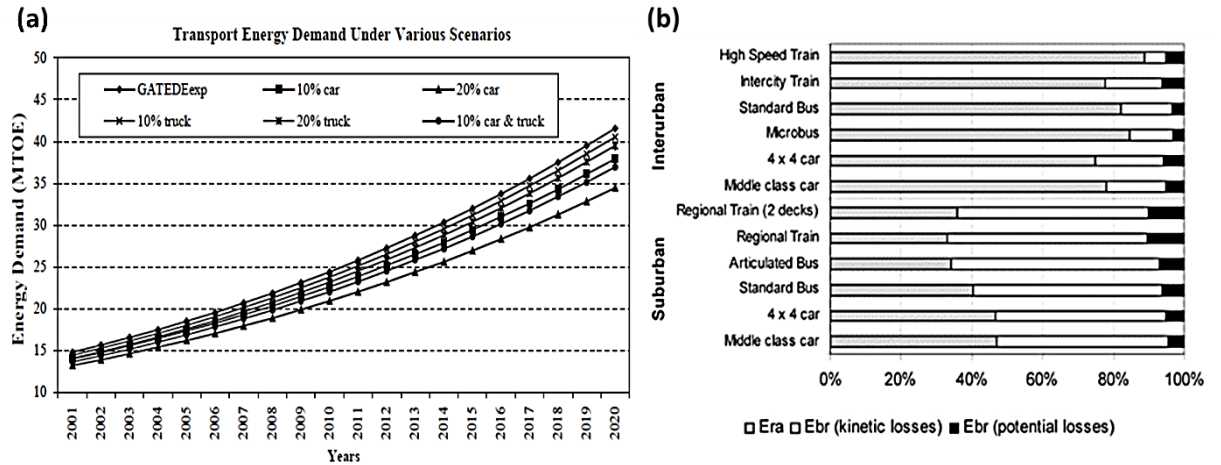 (a)
Transport Energy Demand Under Various Scenarios
Energy Demand (MTOE)
50
45
40
35
30
25
20
15
10
GATEDEexp 10% car 20% car
10% truck 20% truck 10% car & truck
2001 2002 2003 2004 2005 2006 2007 2008 2009 2010 2011 2012 2013 2014 2015 2016 2017 2018 2019 2020
Years
(b)
Interurban
High Speed Train
Intercity Train
Standard Bus
Microbus
4 x 4 car
Middle class car
Suburban
Regional Train (2 decks)
Regional Train
Articulated Bus
Standard Bus
4 x 4 car
Middle class car
0% 20% 40% 60% 80% 100%
Era Ebr (kinetic losses) Ebr (potential losses)